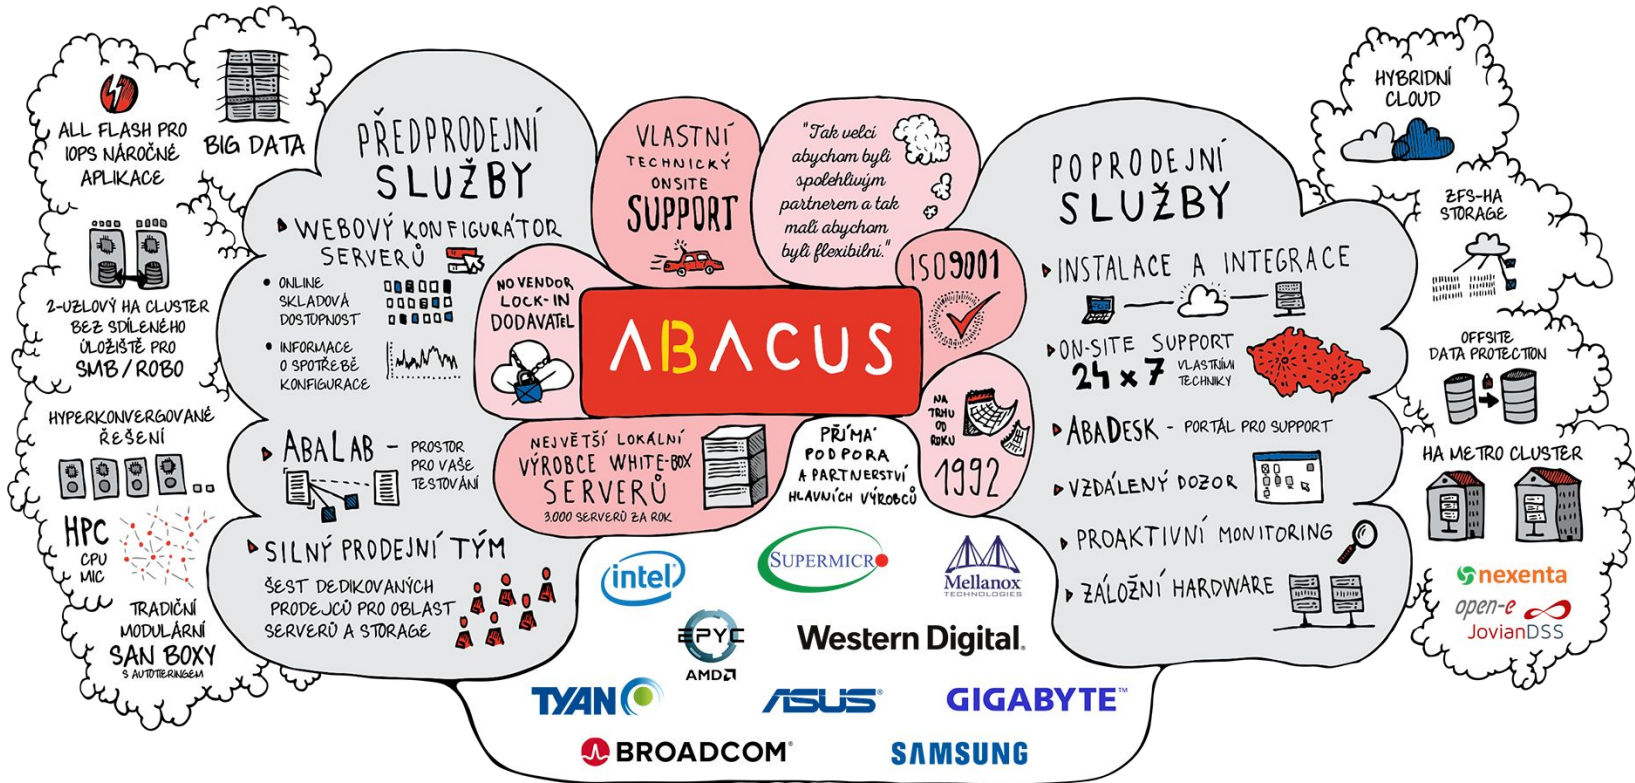 ALL FLASH PRO
IOPS NÁROČNÉ
APLIKACE
BIG DATA
2-UZLOVÝ HA CLUSTER
BEZ SDÍLENÉHO
ÚLOŽIŠTĚ PRO
SMB / ROBO
HYPERKONVERGOVANÉ
ŘEŠENÍ
HPC
CPU
MIC
TRADIČNÍ
MODULÁRNÍ
SAN BOXY
S AUTOTIERINGEM
PŘEDPRODEJNÍ
SLUŽBY
WEBOVÝ KONFIGURÁTOR
SERVERŮ
• ONLINE
SKLADOVÁ
DOSTUPNOST
• INFORMACE
O SPOTŘEBĚ
KONFIGURACE
ABALAB - PROSTOR
PRO VAŠE
TESTOVÁNÍ
SILNÝ PRODEJNÍ TÝM
ŠEST DEDIKOVANÝCH
PRODEJCŮ PRO OBLAST
SERVERŮ A STORAGE
VLASTNÍ
TECHNICKÝ
ONSITE
SUPPORT
"Tak velcí
abychom byli
spolehlivým
partnerem a tak
malí abychom
byli flexibilní."
NO VENDOR
LOCK-IN
DODAVATEL
ISO9001
ABACUS
NEJVĚTŠÍ LOKÁLNÍ
VÝROBCE WHITE-BOX
SERVERŮ
3.000 SERVERŮ ZA ROK
PŘÍMÁ
PODPORA
A PARTNERSTVÍ
HLAVNÍCH VÝROBCŮ
NA
TRHU
OD
ROKU
1992
intel
SUPERMICRO
Mellanox
TECHNOLOGIES
EPYC
AMD
Western Digital.
TYAN
ASUS
GIGABYTE™
BROADCOM®
SAMSUNG
POPRODEJNÍ
SLUŽBY
INSTALACE A INTEGRACE
ON-SITE SUPPORT
24 x 7 VLASTNÍMI
TECHNIKY
ABADESK - PORTÁL PRO SUPPORT
VZDÁLENÝ DOZOR
PROAKTIVNÍ MONITORING
ZÁLOŽNÍ HARDWARE
HYBRIDNÍ
CLOUD
ZFS-HA
STORAGE
OFFSITE
DATA PROTECTION
HA METRO CLUSTER
nexenta
open-e
JovianDSS